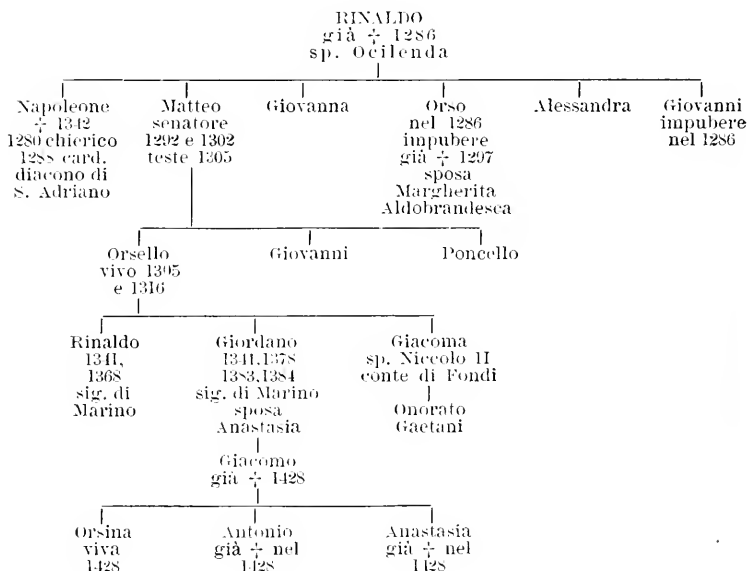 RINALDO
già ✝ 1286
sp. Ocilenda
Napoleone
✝ 1342
1280 chierico
1288 card.
diacono di
S. Adriano
Matteo
senatore
1292 e 1302
teste 1305
Giovanna
Orso
nel 1286
impubere
già ✝ 1297
sposa
Margherita
Aldobrandesca
Alessandra
Giovanni
impubere
nel 1286
Orsello
vivo 1305
e 1316
Giovanni
Poncello
Rinaldo
1341,
1368
sig. di
Marino
Giordano
1341,1378
1383,1384
sig. di Marino
sposa
Anastasia
Giacoma
sp. Niccolo II
conte di Fondi
Onorato
Gaetani
Giacomo
già ✝ 1428
Orsina
viva
1428
Antonio
già ✝ nel
1428
Anastasia
già ✝ nel
1428